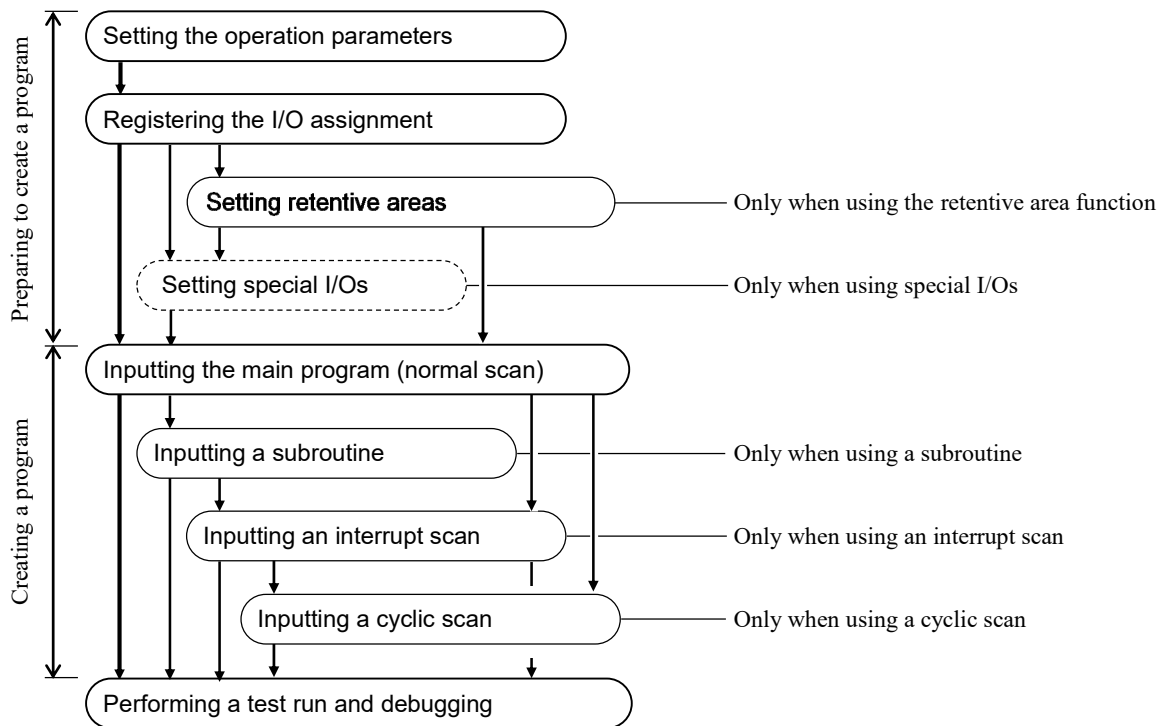 Preparing to create a program
Setting the operation parameters
Registering the I/O assignment
Setting retentive areas
Only when using the retentive area function
Setting special I/Os
Only when using special I/Os
Creating a program
Inputting the main program (normal scan)
Inputting a subroutine
Only when using a subroutine
Inputting an interrupt scan
Only when using an interrupt scan
Inputting a cyclic scan
Only when using a cyclic scan
Performing a test run and debugging